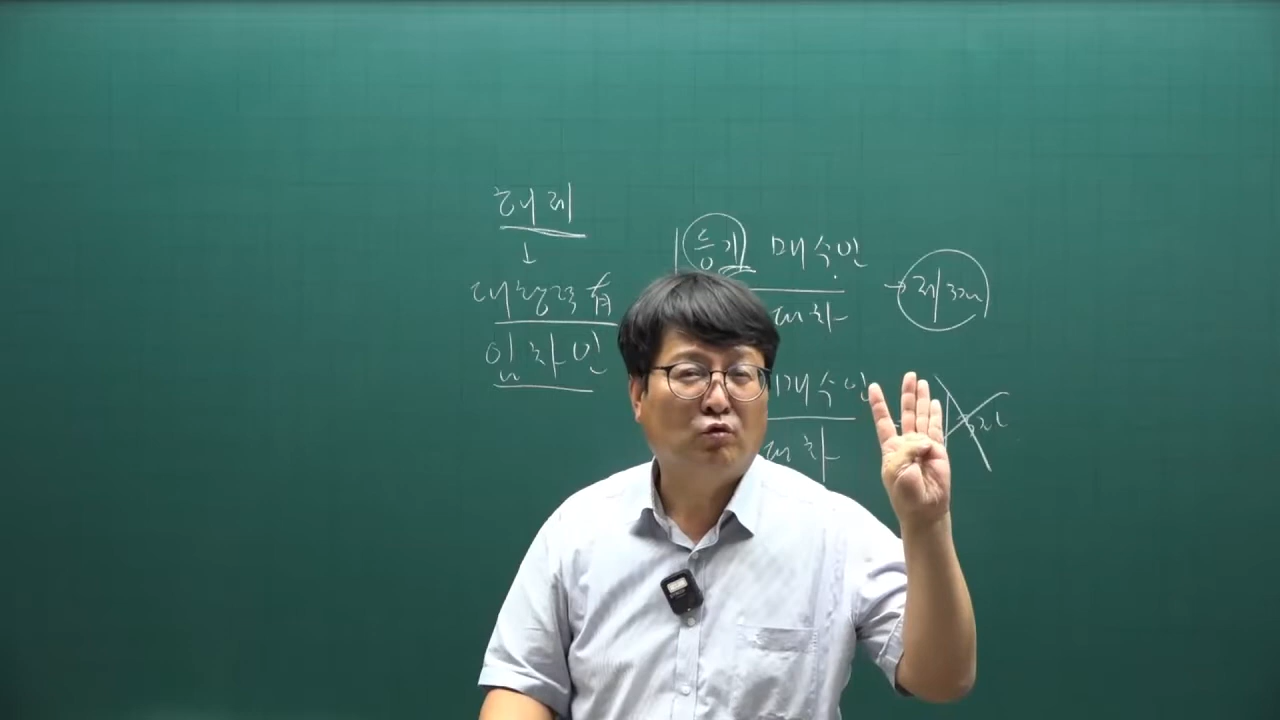 해제
↓
대항력 有
임차인
등기 매수인
임차
→ 제3자
매수인
임차